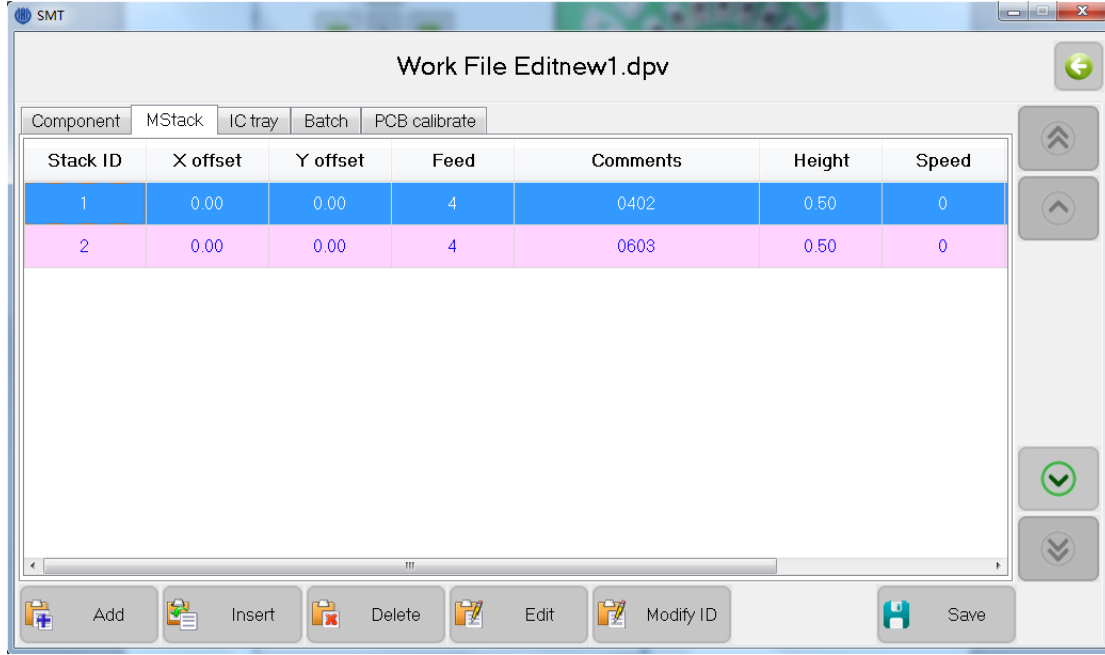 SMT
Work File Editnew1.dpv
Component MStack IC tray Batch PCB calibrate
Stack ID X offset Y offset Feed Comments Height Speed
1 0.00 0.00 4 0402 0.50 0
2 0.00 0.00 4 0603 0.50 0
Add Insert Delete Edit Modify ID Save